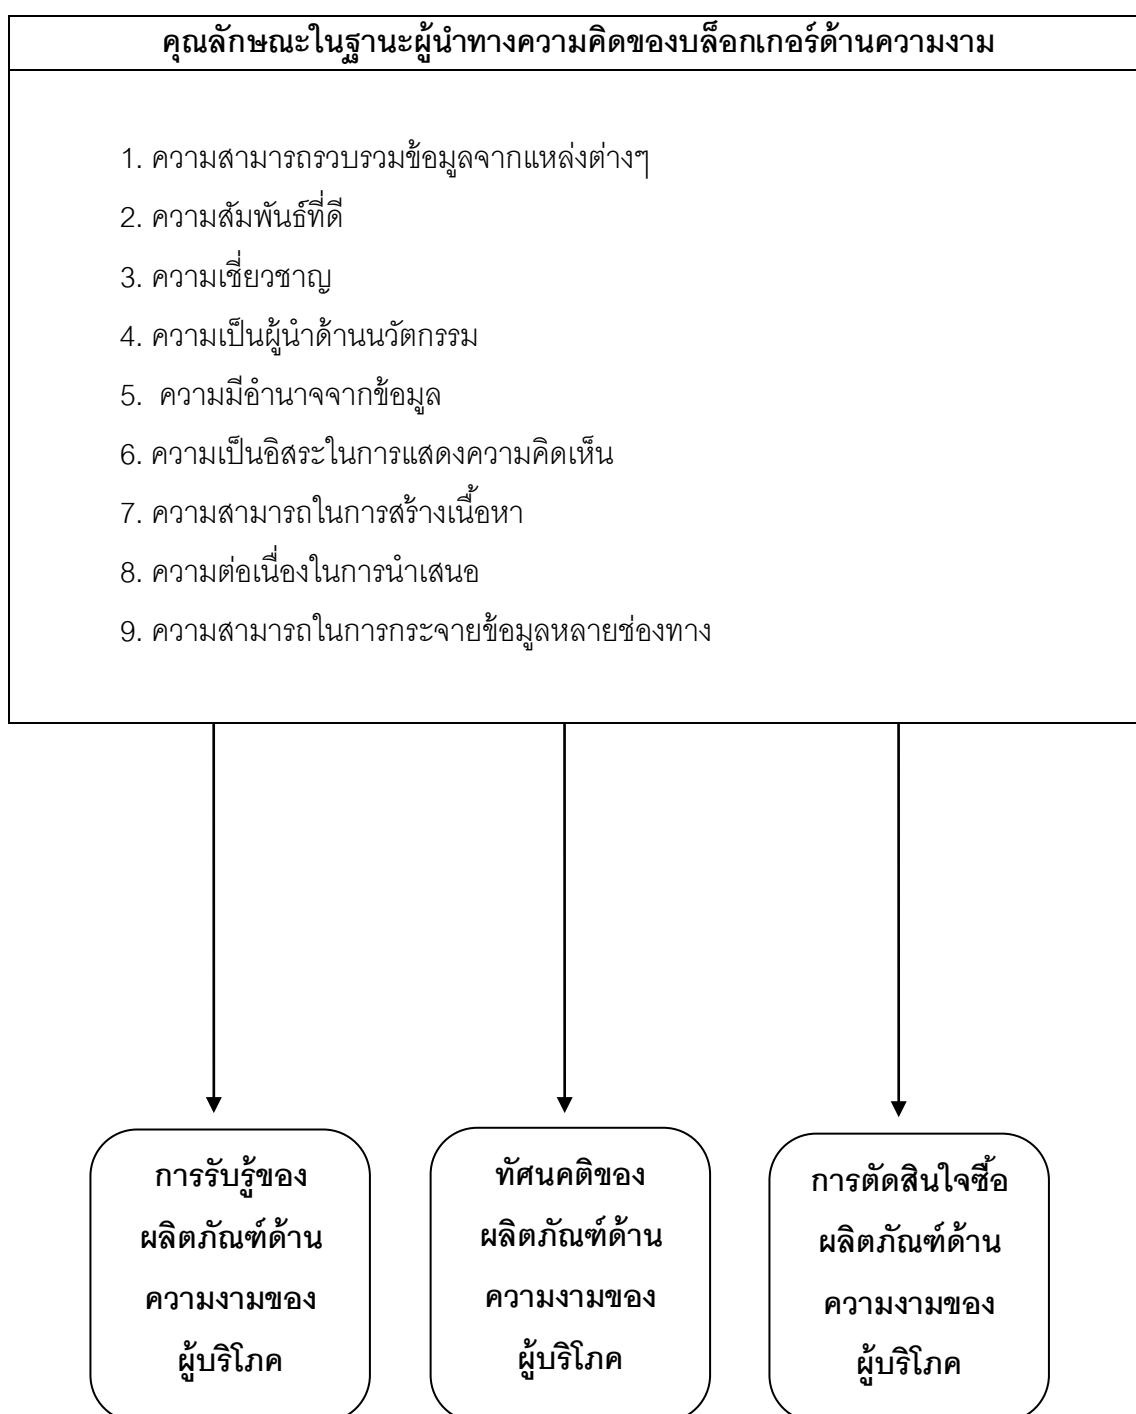 คุณลักษณะในฐานะผู้นำทางความคิดของบล็อกเกอร์ด้านความงาม
1. ความสามารถรวบรวมข้อมูลจากแหล่งต่างๆ
2. ความสัมพันธ์ที่ดี
3. ความเชี่ยวชาญ
4. ความเป็นผู้นำด้านนวัตกรรม
5.  ความมีอำนาจจากข้อมูล
6. ความเป็นอิสระในการแสดงความคิดเห็น
7. ความสามารถในการสร้างเนื้อหา
8. ความต่อเนื่องในการนำเสนอ
9. ความสามารถในการกระจายข้อมูลหลายช่องทาง
การรับรู้ของ
ผลิตภัณฑ์ด้าน
ความงามของ
ผู้บริโภค
ทัศนคติของ
ผลิตภัณฑ์ด้าน
ความงามของ
ผู้บริโภค
การตัดสินใจซื้อ
ผลิตภัณฑ์ด้าน
ความงามของ
ผู้บริโภค